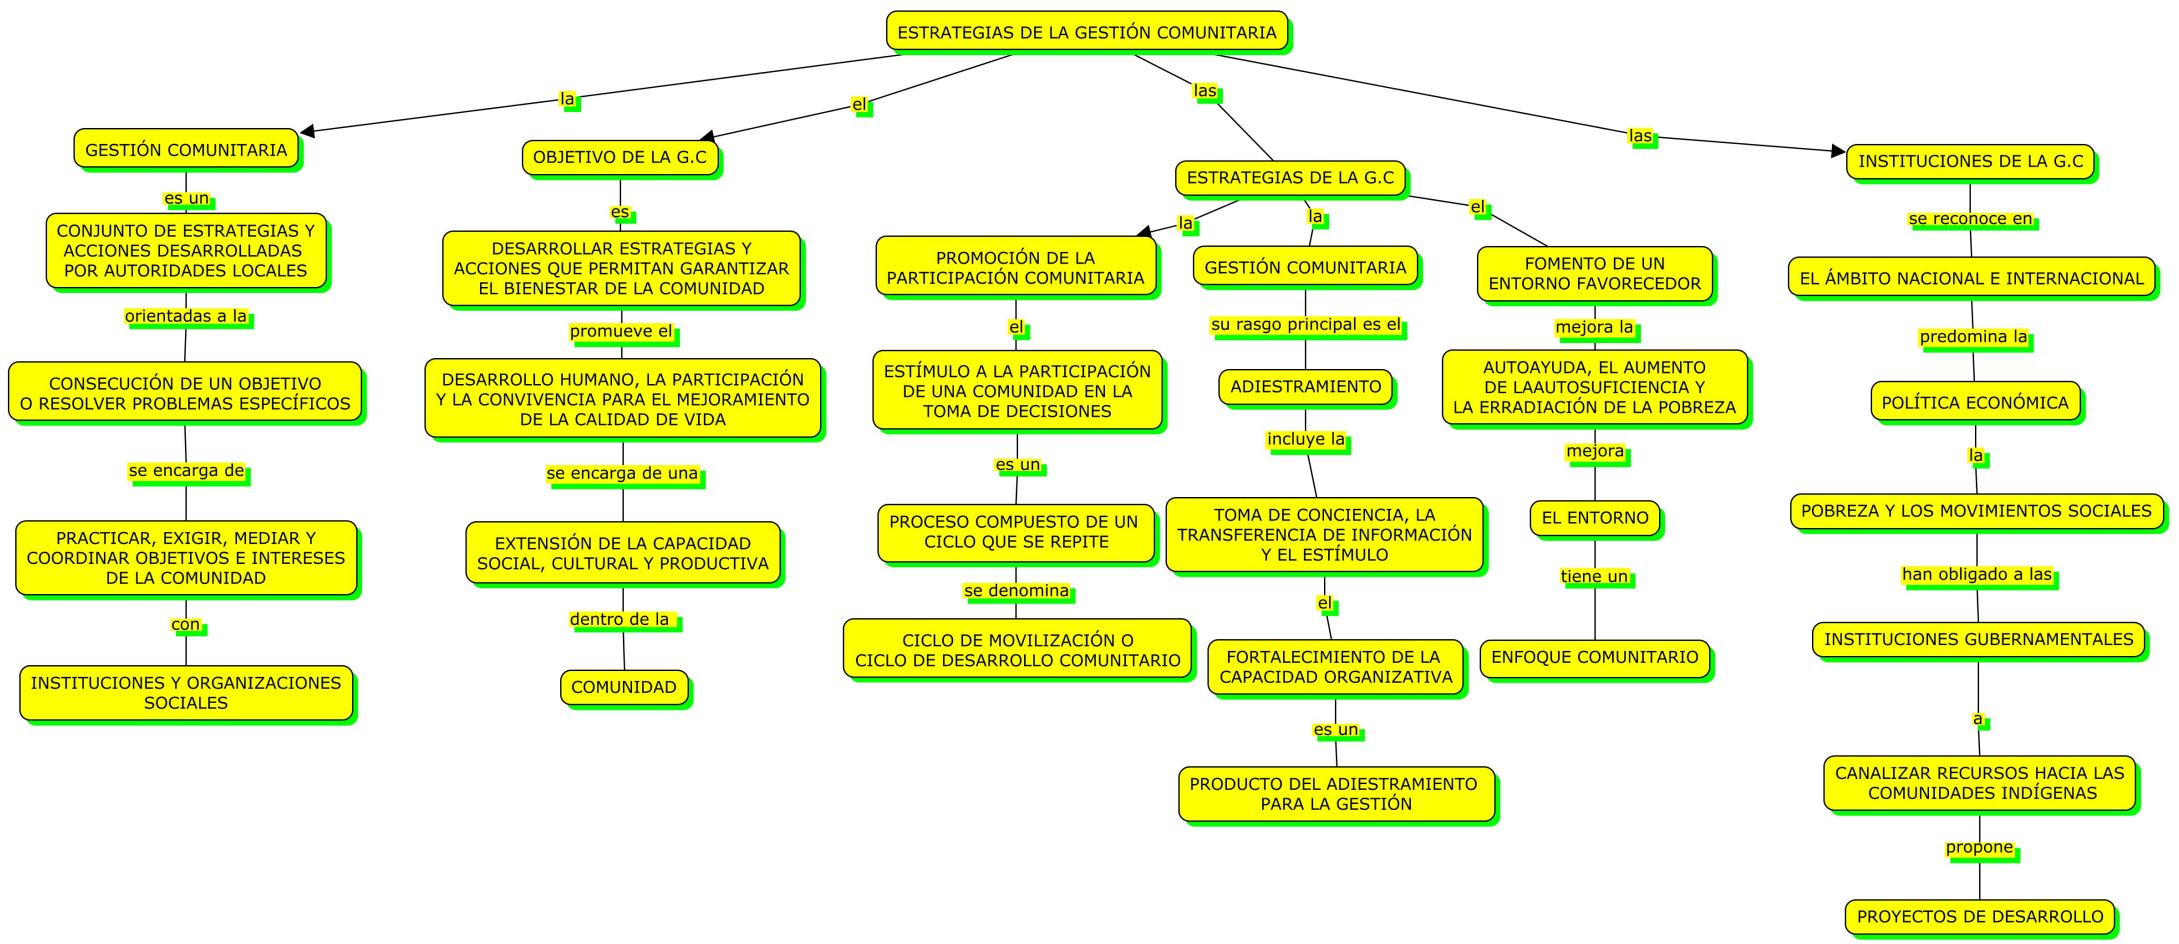 ESTRATEGIAS DE LA GESTIÓN COMUNITARIA
la
GESTIÓN COMUNITARIA
es un
CONJUNTO DE ESTRATEGIAS Y
ACCIONES DESARROLLADAS
POR AUTORIDADES LOCALES
orientadas a la
CONSECUCIÓN DE UN OBJETIVO
O RESOLVER PROBLEMAS ESPECÍFICOS
se encarga de
PRACTICAR, EXIGIR, MEDIAR Y
COORDINAR OBJETIVOS E INTERESES
DE LA COMUNIDAD
con
INSTITUCIONES Y ORGANIZACIONES
SOCIALES
el
OBJETIVO DE LA G.C
es
DESARROLLAR ESTRATEGIAS Y
ACCIONES QUE PERMITAN GARANTIZAR
EL BIENESTAR DE LA COMUNIDAD
promueve el
DESARROLLO HUMANO, LA PARTICIPACIÓN
Y LA CONVIVENCIA PARA EL MEJORAMIENTO
DE LA CALIDAD DE VIDA
se encarga de una
EXTENSIÓN DE LA CAPACIDAD
SOCIAL, CULTURAL Y PRODUCTIVA
dentro de la
COMUNIDAD
las
ESTRATEGIAS DE LA G.C
la
PROMOCIÓN DE LA
PARTICIPACIÓN COMUNITARIA
el
ESTÍMULO A LA PARTICIPACIÓN
DE UNA COMUNIDAD EN LA
TOMA DE DECISIONES
es un
PROCESO COMPUESTO DE UN
CICLO QUE SE REPITE
se denomina
CICLO DE MOVILIZACIÓN O
CICLO DE DESARROLLO COMUNITARIO
la
GESTIÓN COMUNITARIA
su rasgo principal es el
ADIESTRAMIENTO
incluye la
TOMA DE CONCIENCIA, LA
TRANSFERENCIA DE INFORMACIÓN
Y EL ESTÍMULO
el
FORTALECIMIENTO DE LA
CAPACIDAD ORGANIZATIVA
es un
PRODUCTO DEL ADIESTRAMIENTO
PARA LA GESTIÓN
el
FOMENTO DE UN
ENTORNO FAVORECEDOR
mejora la
AUTOAYUDA, EL AUMENTO
DE LAAUTOSUFICIENCIA Y
LA ERRADIACIÓN DE LA POBREZA
mejora
EL ENTORNO
tiene un
ENFOQUE COMUNITARIO
las
INSTITUCIONES DE LA G.C
se reconoce en
EL ÁMBITO NACIONAL E INTERNACIONAL
predomina la
POLÍTICA ECONÓMICA
la
POBREZA Y LOS MOVIMIENTOS SOCIALES
han obligado a las
INSTITUCIONES GUBERNAMENTALES
a
CANALIZAR RECURSOS HACIA LAS
COMUNIDADES INDÍGENAS
propone
PROYECTOS DE DESARROLLO